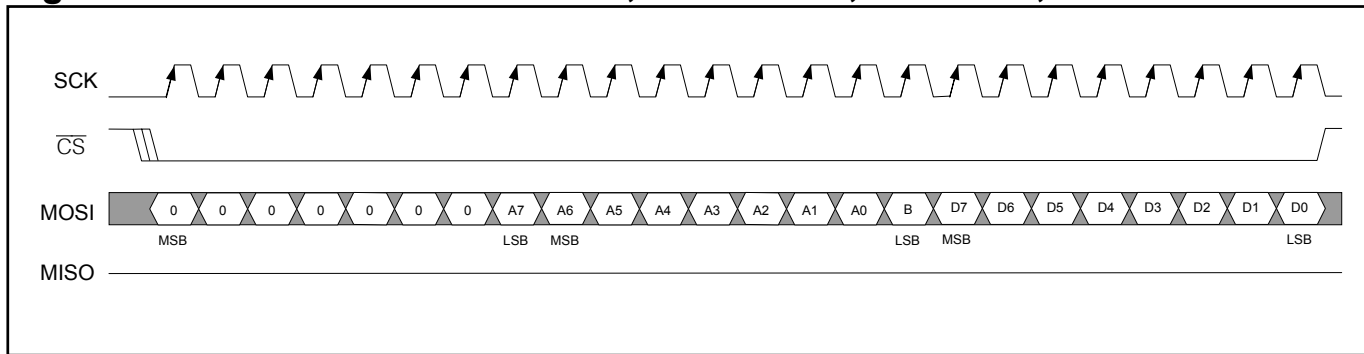 SCK
CS
MOSI 0 0 0 0 0 0 0 A7 A6 A5 A4 A3 A2 A1 A0 B D7 D6 D5 D4 D3 D2 D1 D0
MSB LSB MSB LSB MSB LSB
MISO